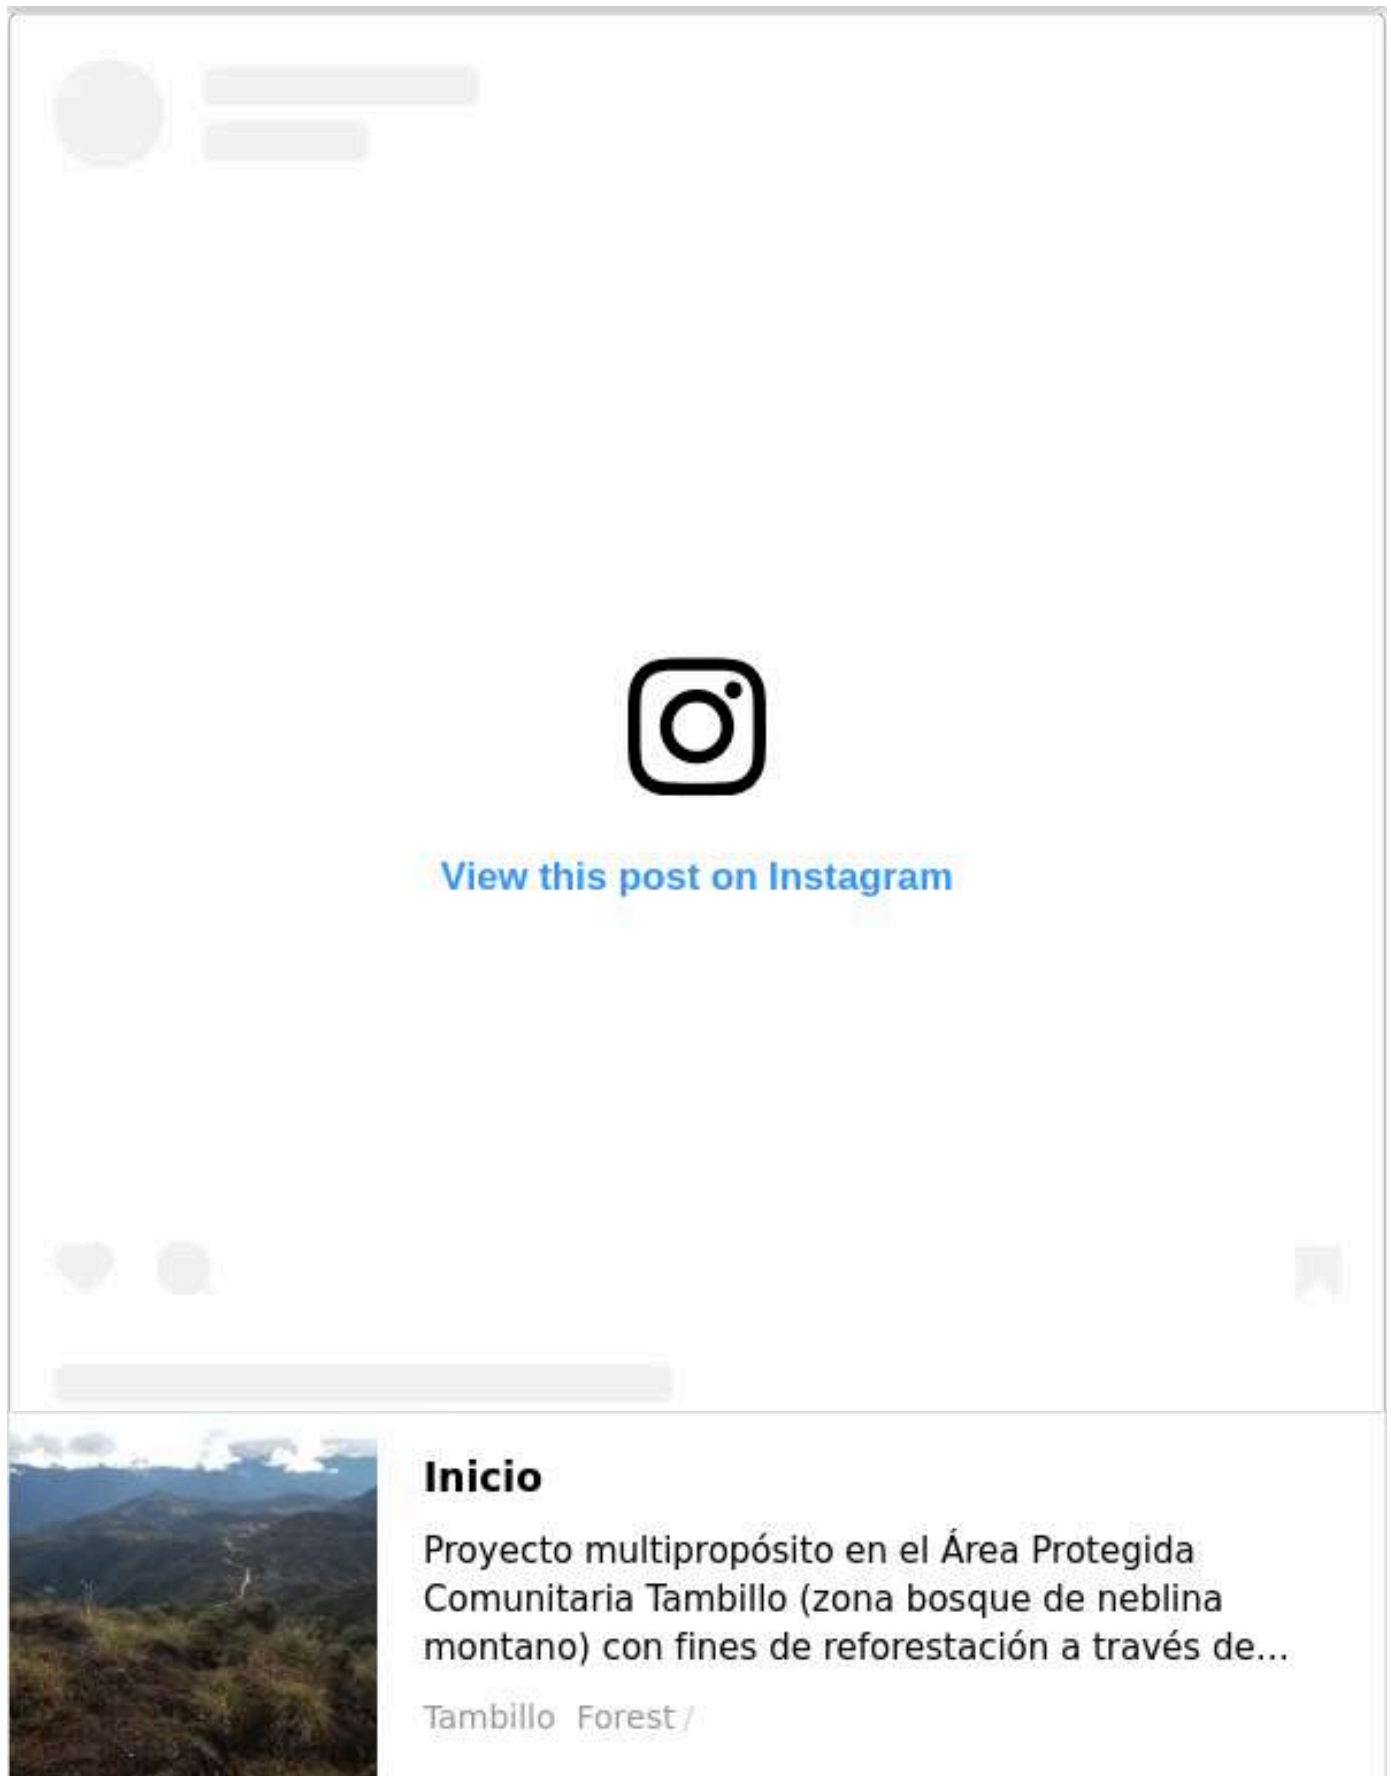 View this post on Instagram
Inicio
Proyecto multipropósito en el Área Protegida
Comunitaria Tambillo (zona bosque de neblina
montano) con fines de reforestación a través de...
Tambillo Forest /